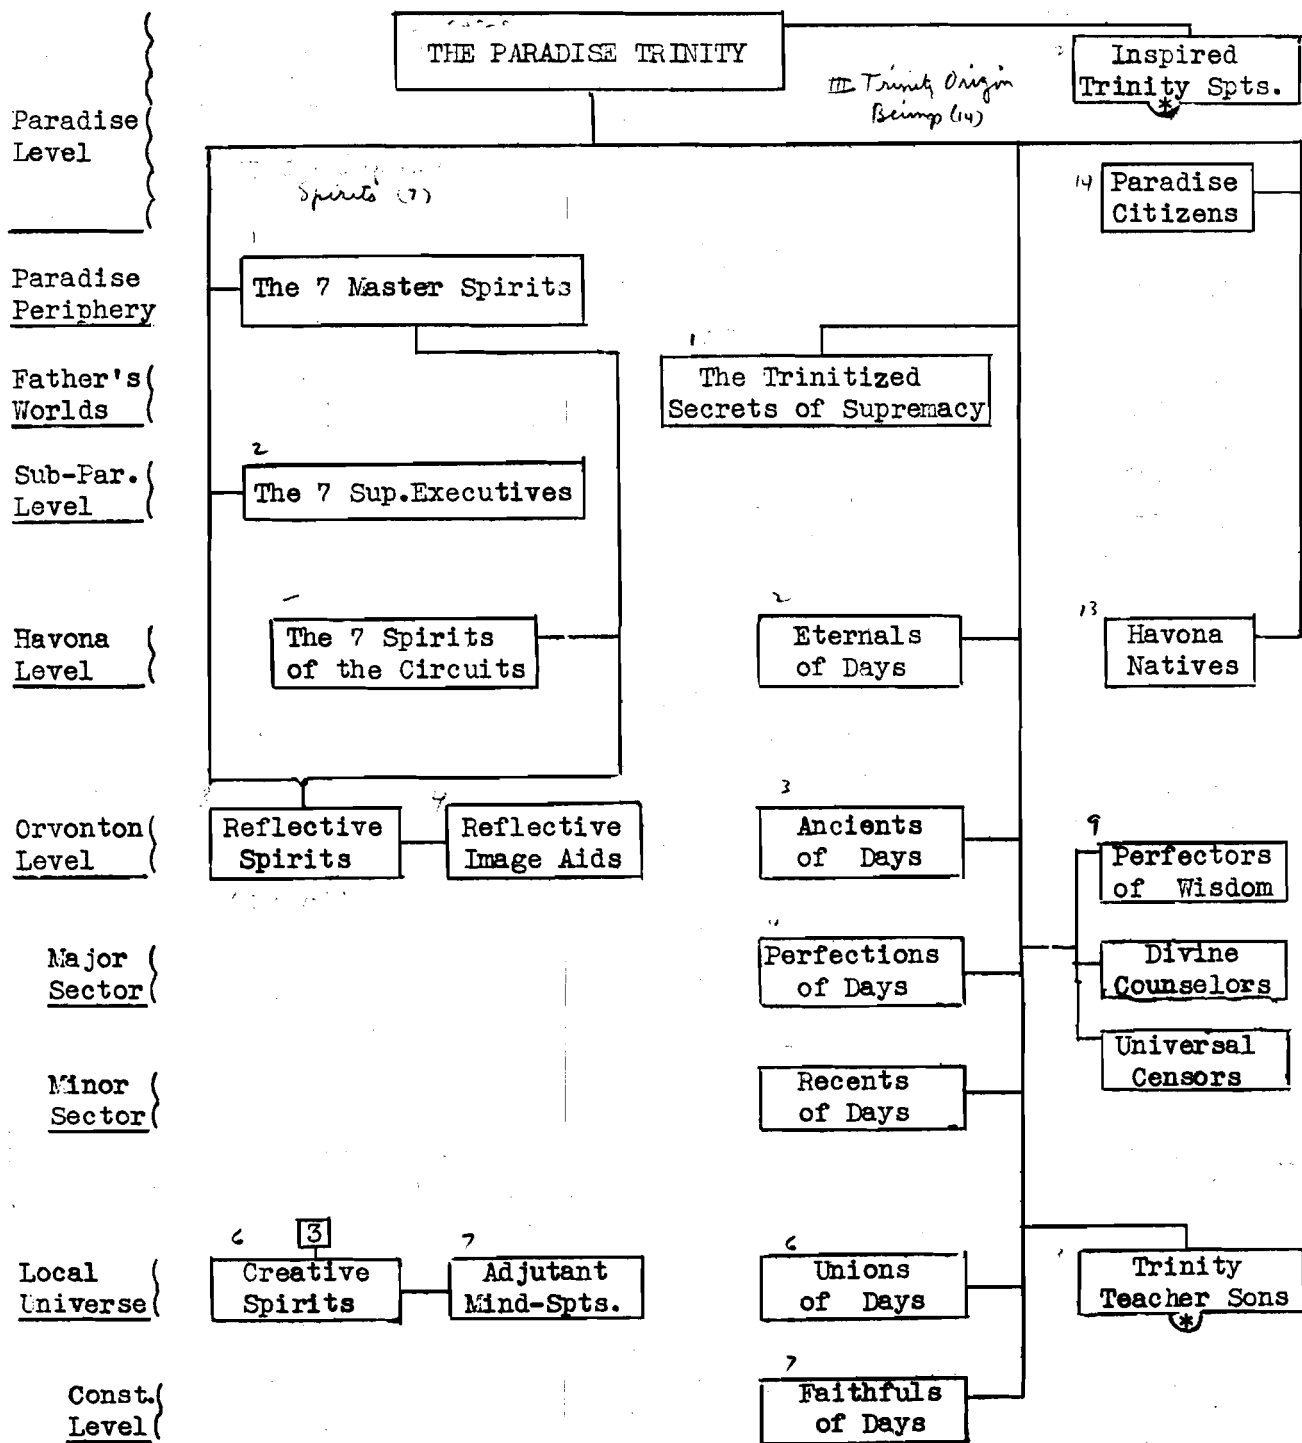 THE PARADISE TRINITY
Inspired
Trinity Spts.
*
III Trinity Origin
Beings (14)
Paradise
Level
Spirits (7)
14
Paradise
Citizens
1
Paradise
Periphery
The 7 Master Spirits
1
Father's
Worlds
The Trinitized
Secrets of Supremacy
2
Sub-Par.
Level
The 7 Sup.Executives
2
13
Havona
Level
The 7 Spirits
of the Circuits
Eternals
of Days
Havona
Natives
4
3
Orvonton
Level
Reflective
Spirits
Reflective
Image Aids
Ancients
of Days
9
Perfectors
of Wisdom
Major
Sector
Perfections
of Days
Divine
Counselors
Minor
Sector
Recents
of Days
Universal
Censors
6
3
7
6
Local
Universe
Creative
Spirits
Adjutant
Mind-Spts.
Unions
of Days
Trinity
Teacher Sons
*
7
Const.
Level
Faithfuls
of Days